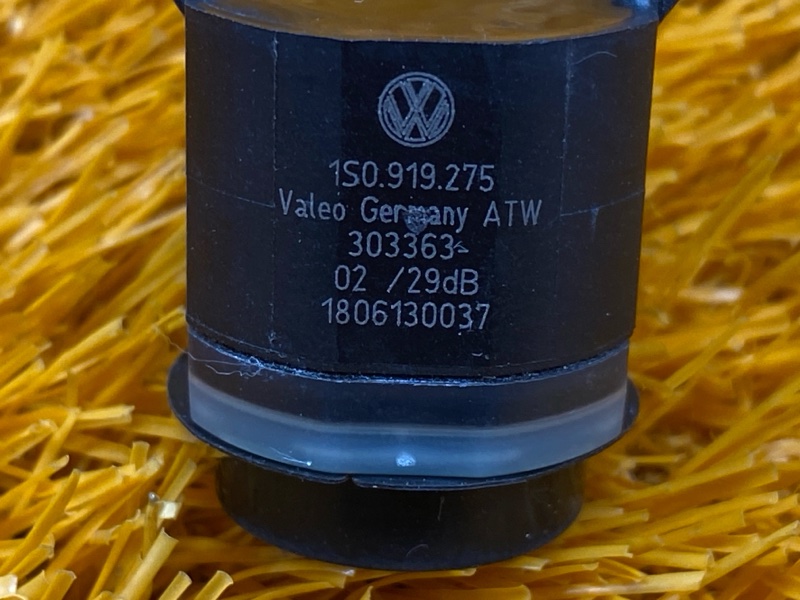 1S0.919.275
Valeo Germany ATW
303363-
02 /29dB
1806130037